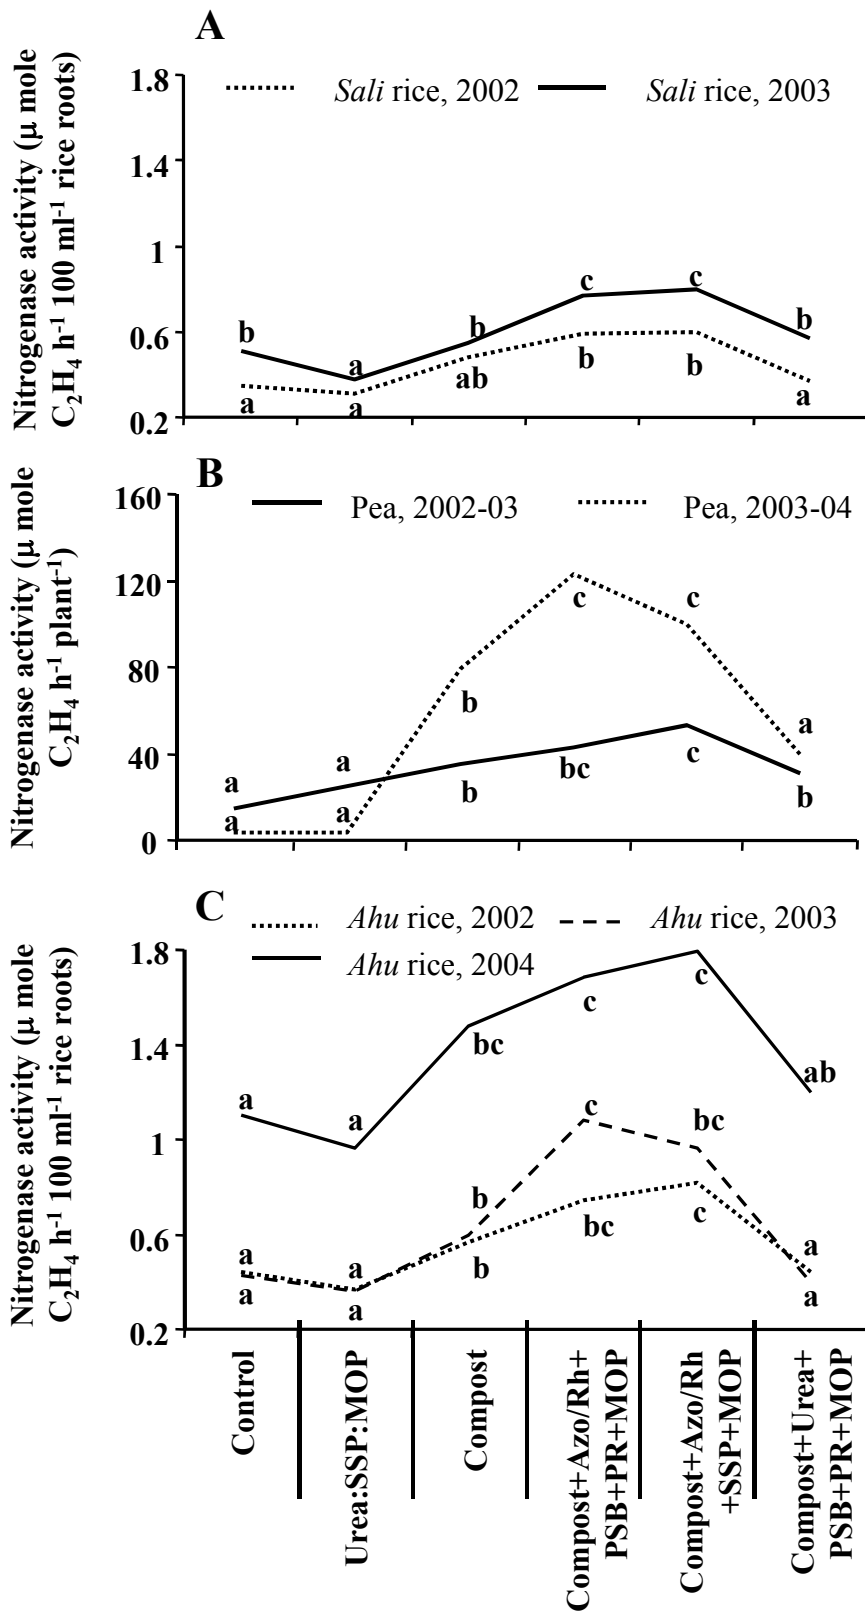 A
Nitrogenase activity (µ mole
C₂H₄ h⁻¹ 100 ml⁻¹ rice roots)
1.8
1.4
1
0.6
0.2
Sali rice, 2002
Sali rice, 2003
b
a
b
c
c
b
a
a
ab
b
b
a
B
Nitrogenase activity (µ mole
C₂H₄ h⁻¹ plant⁻¹)
160
120
80
40
0
Pea, 2002-03
Pea, 2003-04
a
a
b
c
c
a
a
a
b
bc
c
b
C
Nitrogenase activity (µ mole
C₂H₄ h⁻¹ 100 ml⁻¹ rice roots)
1.8
1.4
1
0.6
0.2
Ahu rice, 2002
Ahu rice, 2003
Ahu rice, 2004
a
a
bc
c
c
ab
a
a
b
c
bc
a
a
a
b
bc
c
a
Control
Urea:SSP:MOP
Compost
Compost+Azo/Rh+
PSB+PR+MOP
Compost+Azo/Rh
+SSP+MOP
Compost+Urea+
PSB+PR+MOP